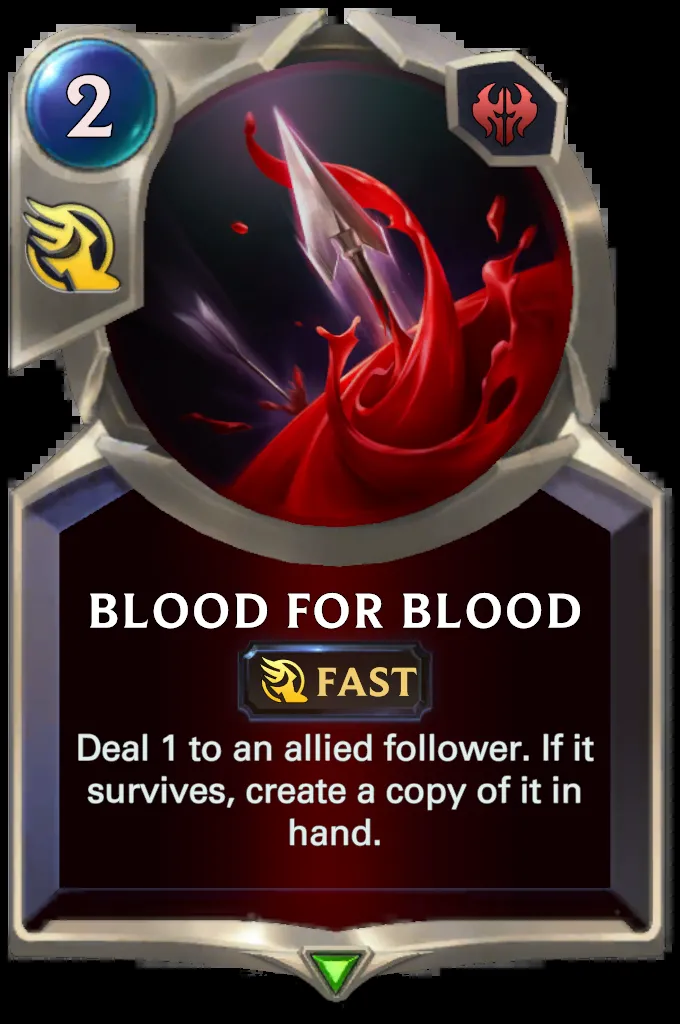 2
BLOOD FOR BLOOD
FAST
Deal 1 to an allied follower. If it
survives, create a copy of it in
hand.